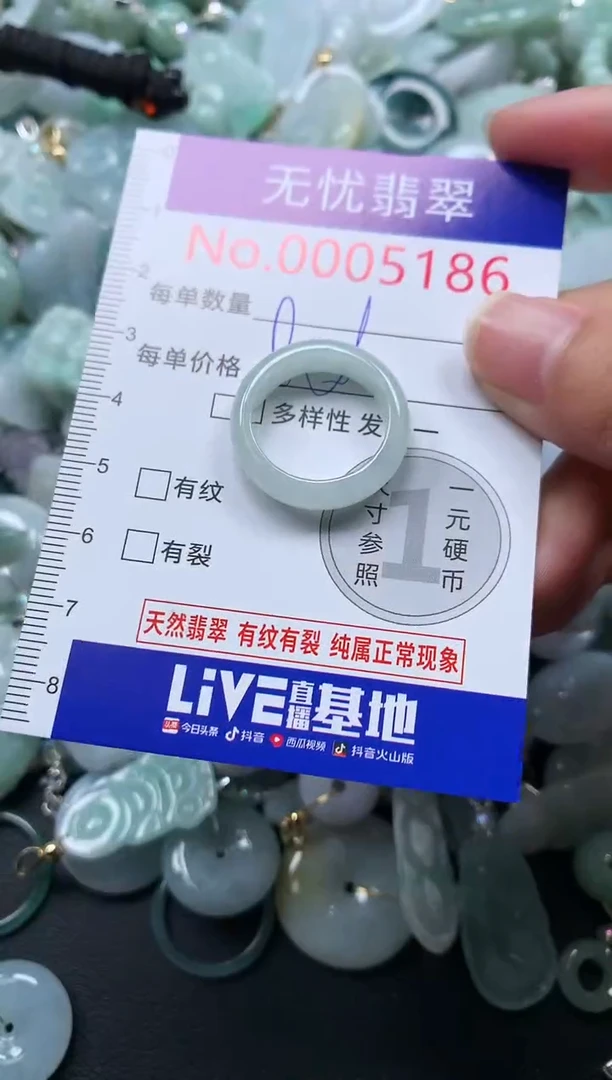 无忧翡翠
No.0005186
每单数量
每单价格
多样性 发
有纹
有裂
一元硬币
寸参照
1
天然翡翠 有纹有裂 纯属正常现象
LiVE直播基地
头条 今日头条 抖音 西瓜视频 抖音火山版
2
3
4
5
6
7
8